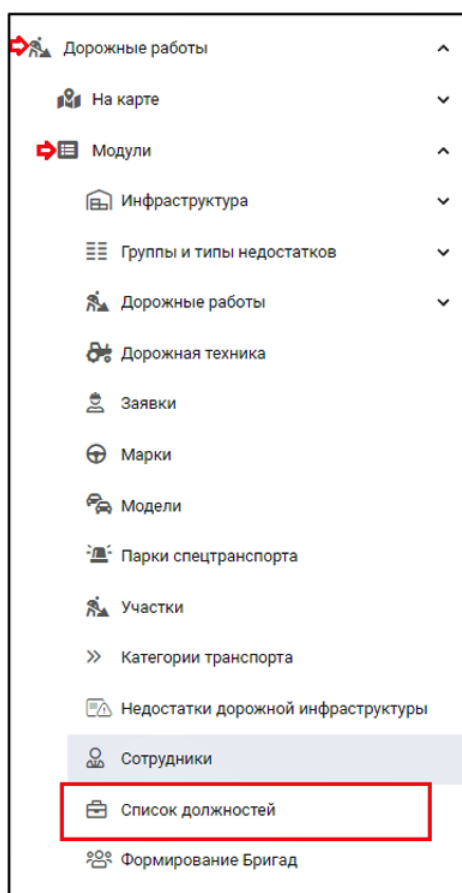 Дорожные работы
На карте
Модули
Инфраструктура
Группы и типы недостатков
Дорожные работы
Дорожная техника
Заявки
Марки
Модели
Парки спецтранспорта
Участки
Категории транспорта
Недостатки дорожной инфраструктуры
Сотрудники
Список должностей
Формирование Бригад